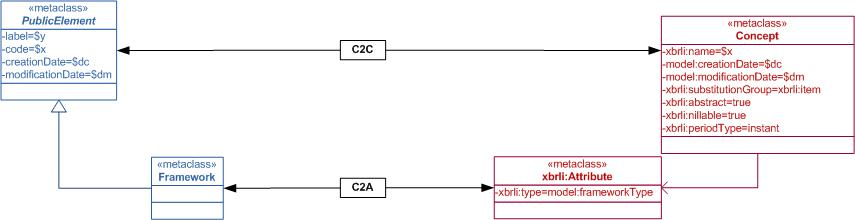 «metaclass»
PublicElement
-label=$y
-code=$x
-creationDate=$dc
-modificationDate=$dm
C2C
«metaclass»
Concept
-xbrli:name=$x
-model:creationDate=$dc
-model:modificationDate=$dm
-xbrli:substitutionGroup=xbrli:item
-xbrli:abstract=true
-xbrli:nillable=true
-xbrli:periodType=instant
«metaclass»
Framework
C2A
«metaclass»
xbrli:Attribute
-xbrli:type=model:frameworkType